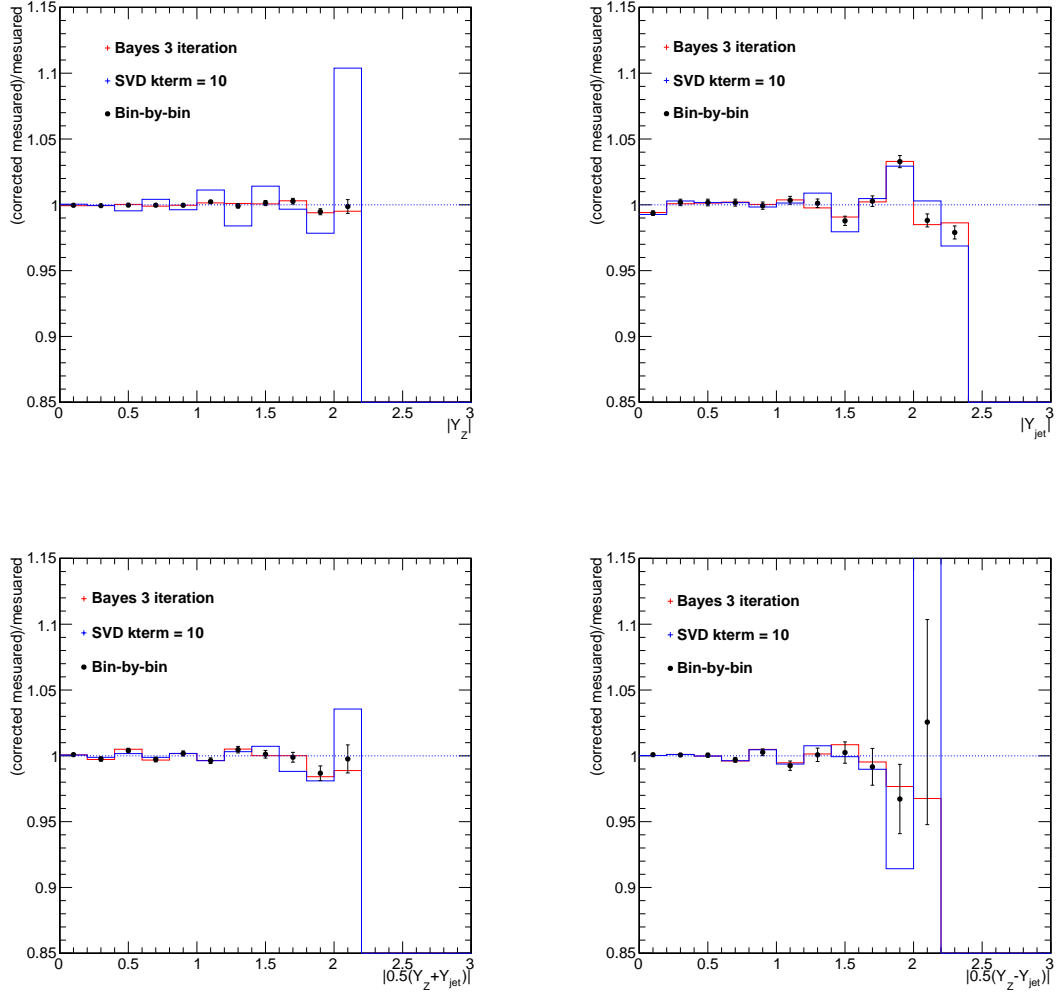 (corrected mesuared)/mesuared
1.15
1.1
1.05
1
0.95
0.9
0.85
Bayes 3 iteration
SVD kterm = 10
Bin-by-bin
0 0.5 1 1.5 2 2.5 3
|Y_Z|
(corrected mesuared)/mesuared
1.15
1.1
1.05
1
0.95
0.9
0.85
Bayes 3 iteration
SVD kterm = 10
Bin-by-bin
0 0.5 1 1.5 2 2.5 3
|Y_jet|
(corrected mesuared)/mesuared
1.15
1.1
1.05
1
0.95
0.9
0.85
Bayes 3 iteration
SVD kterm = 10
Bin-by-bin
0 0.5 1 1.5 2 2.5 3
|0.5(Y_Z+Y_jet)|
(corrected mesuared)/mesuared
1.15
1.1
1.05
1
0.95
0.9
0.85
Bayes 3 iteration
SVD kterm = 10
Bin-by-bin
0 0.5 1 1.5 2 2.5 3
|0.5(Y_Z-Y_jet)|